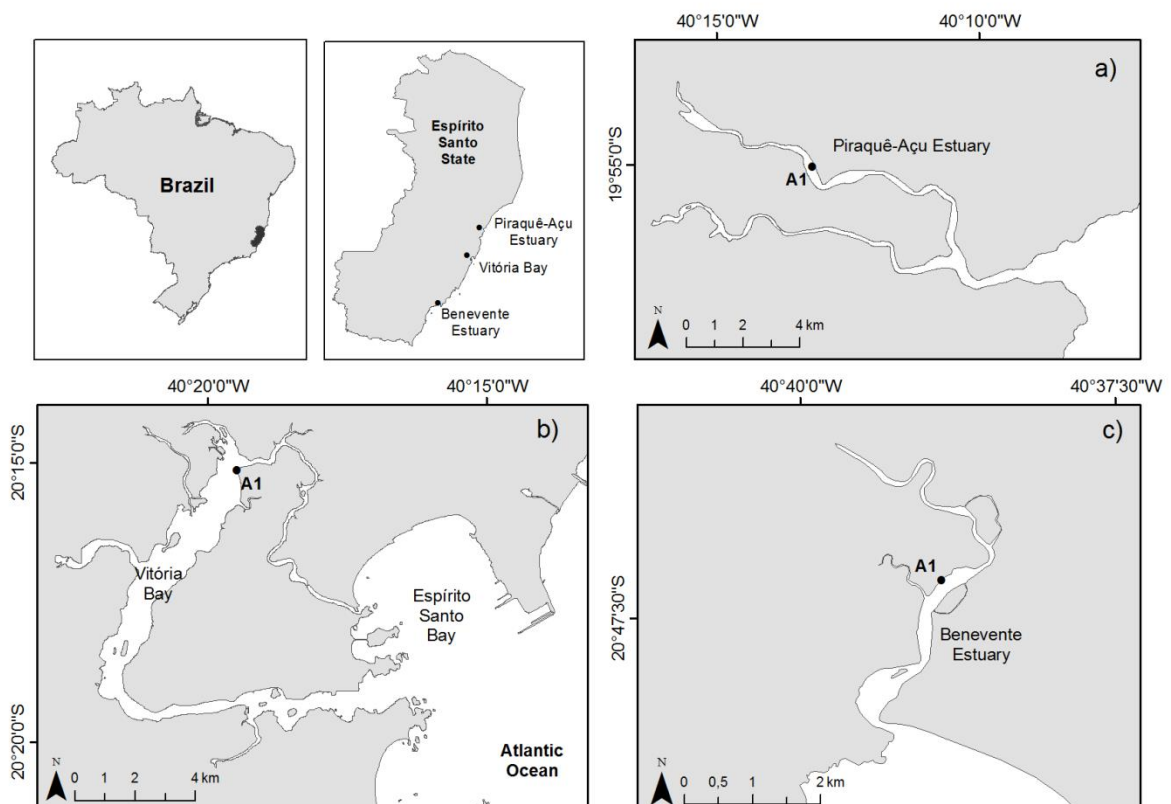 Brazil
Espírito
Santo
State
Piraquê-Açu
Estuary
Vitória Bay
Benevente
Estuary
40°15'0"W
40°10'0"W
19°55'0"S
a)
Piraquê-Açu Estuary
A1
N
0 1 2 4 km
40°20'0"W
40°15'0"W
20°15'0"S
20°20'0"S
b)
A1
Vitória
Bay
Espírito
Santo
Bay
Atlantic
Ocean
N
0 1 2 4 km
40°40'0"W
40°37'30"W
20°47'30"S
c)
A1
Benevente
Estuary
N
0 0,5 1 2 km